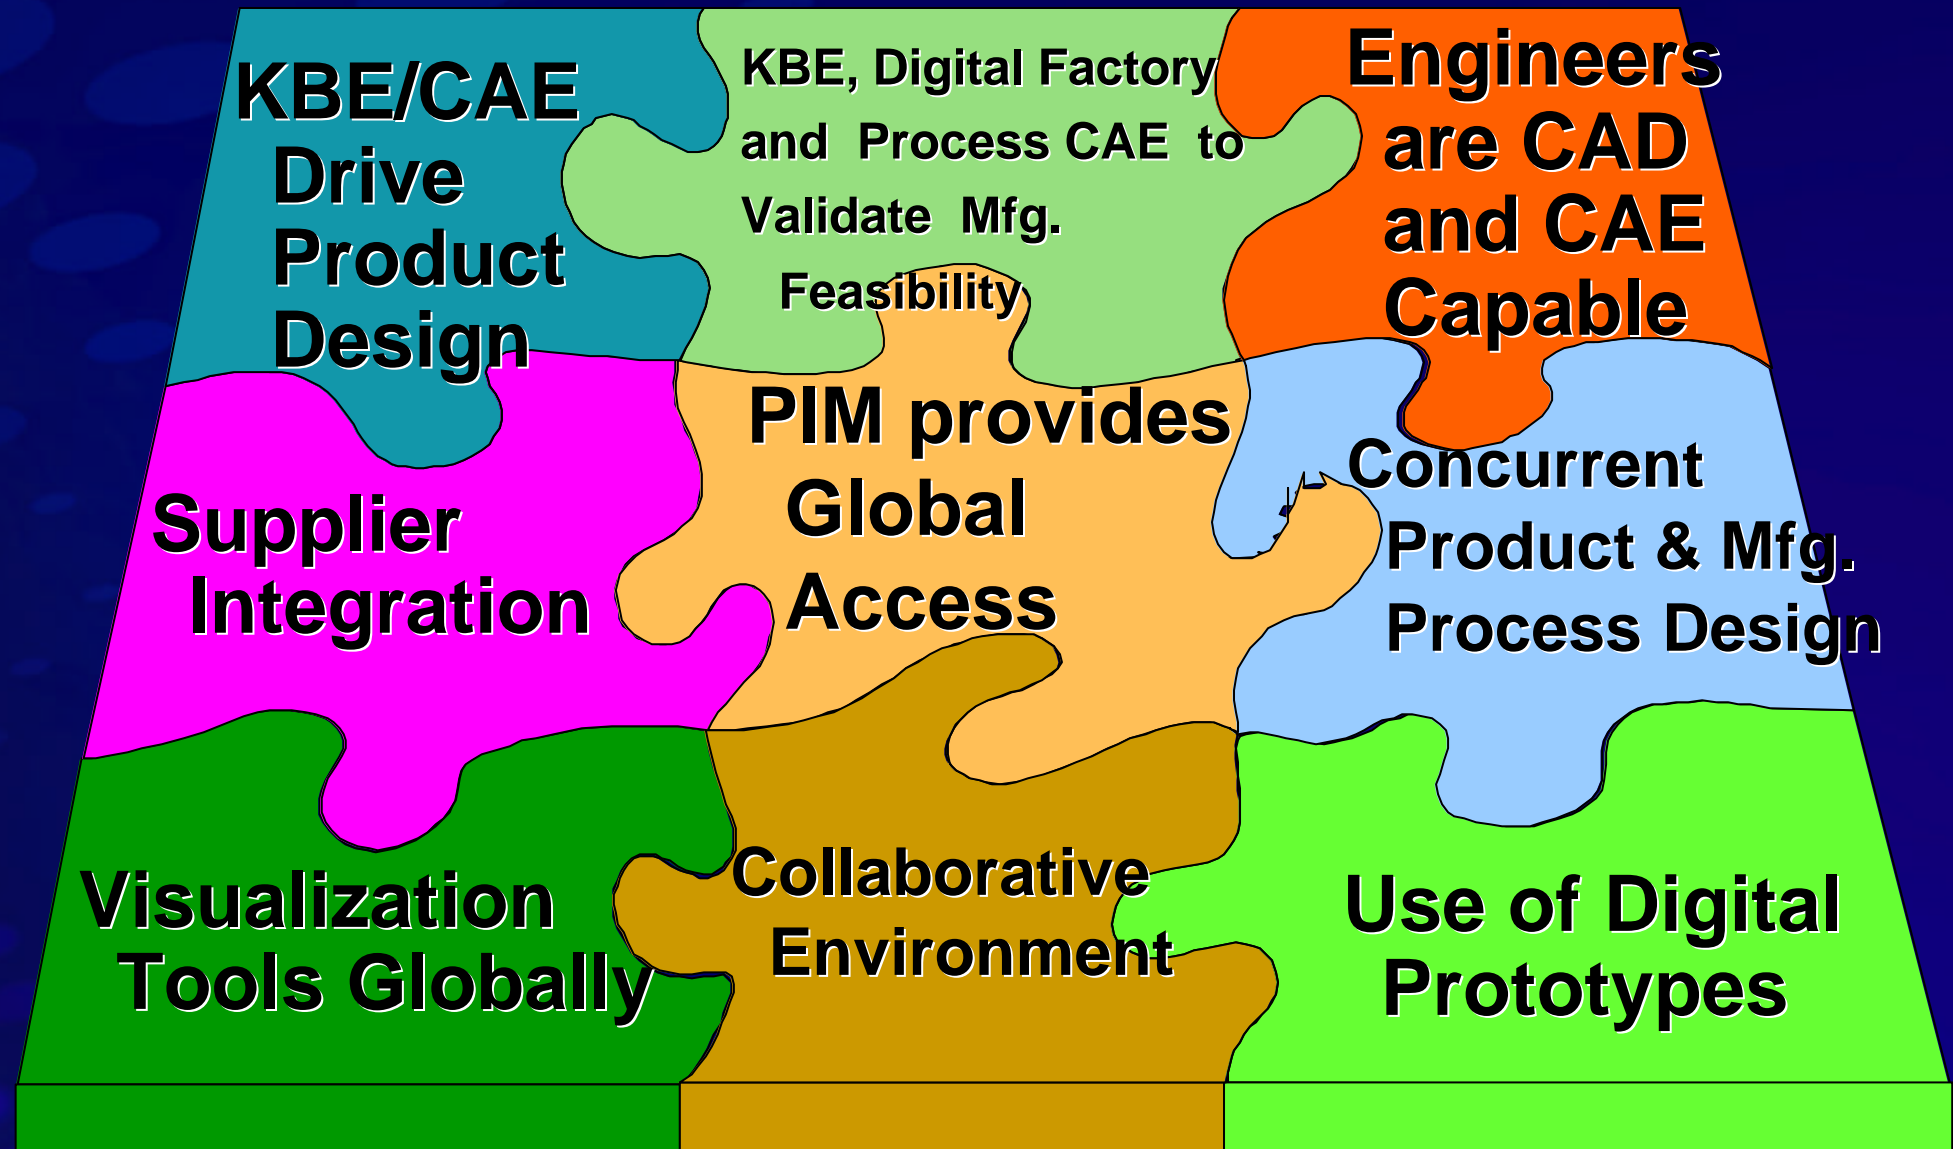 KBE/CAE
Drive
Product
Design
KBE, Digital Factory
and Process CAE to
Validate Mfg.
Feasibility
Engineers
are CAD
and CAE
Capable
Supplier
Integration
PIM provides
Global
Access
Concurrent
Product & Mfg.
Process Design
Visualization
Tools Globally
Collaborative
Environment
Use of Digital
Prototypes